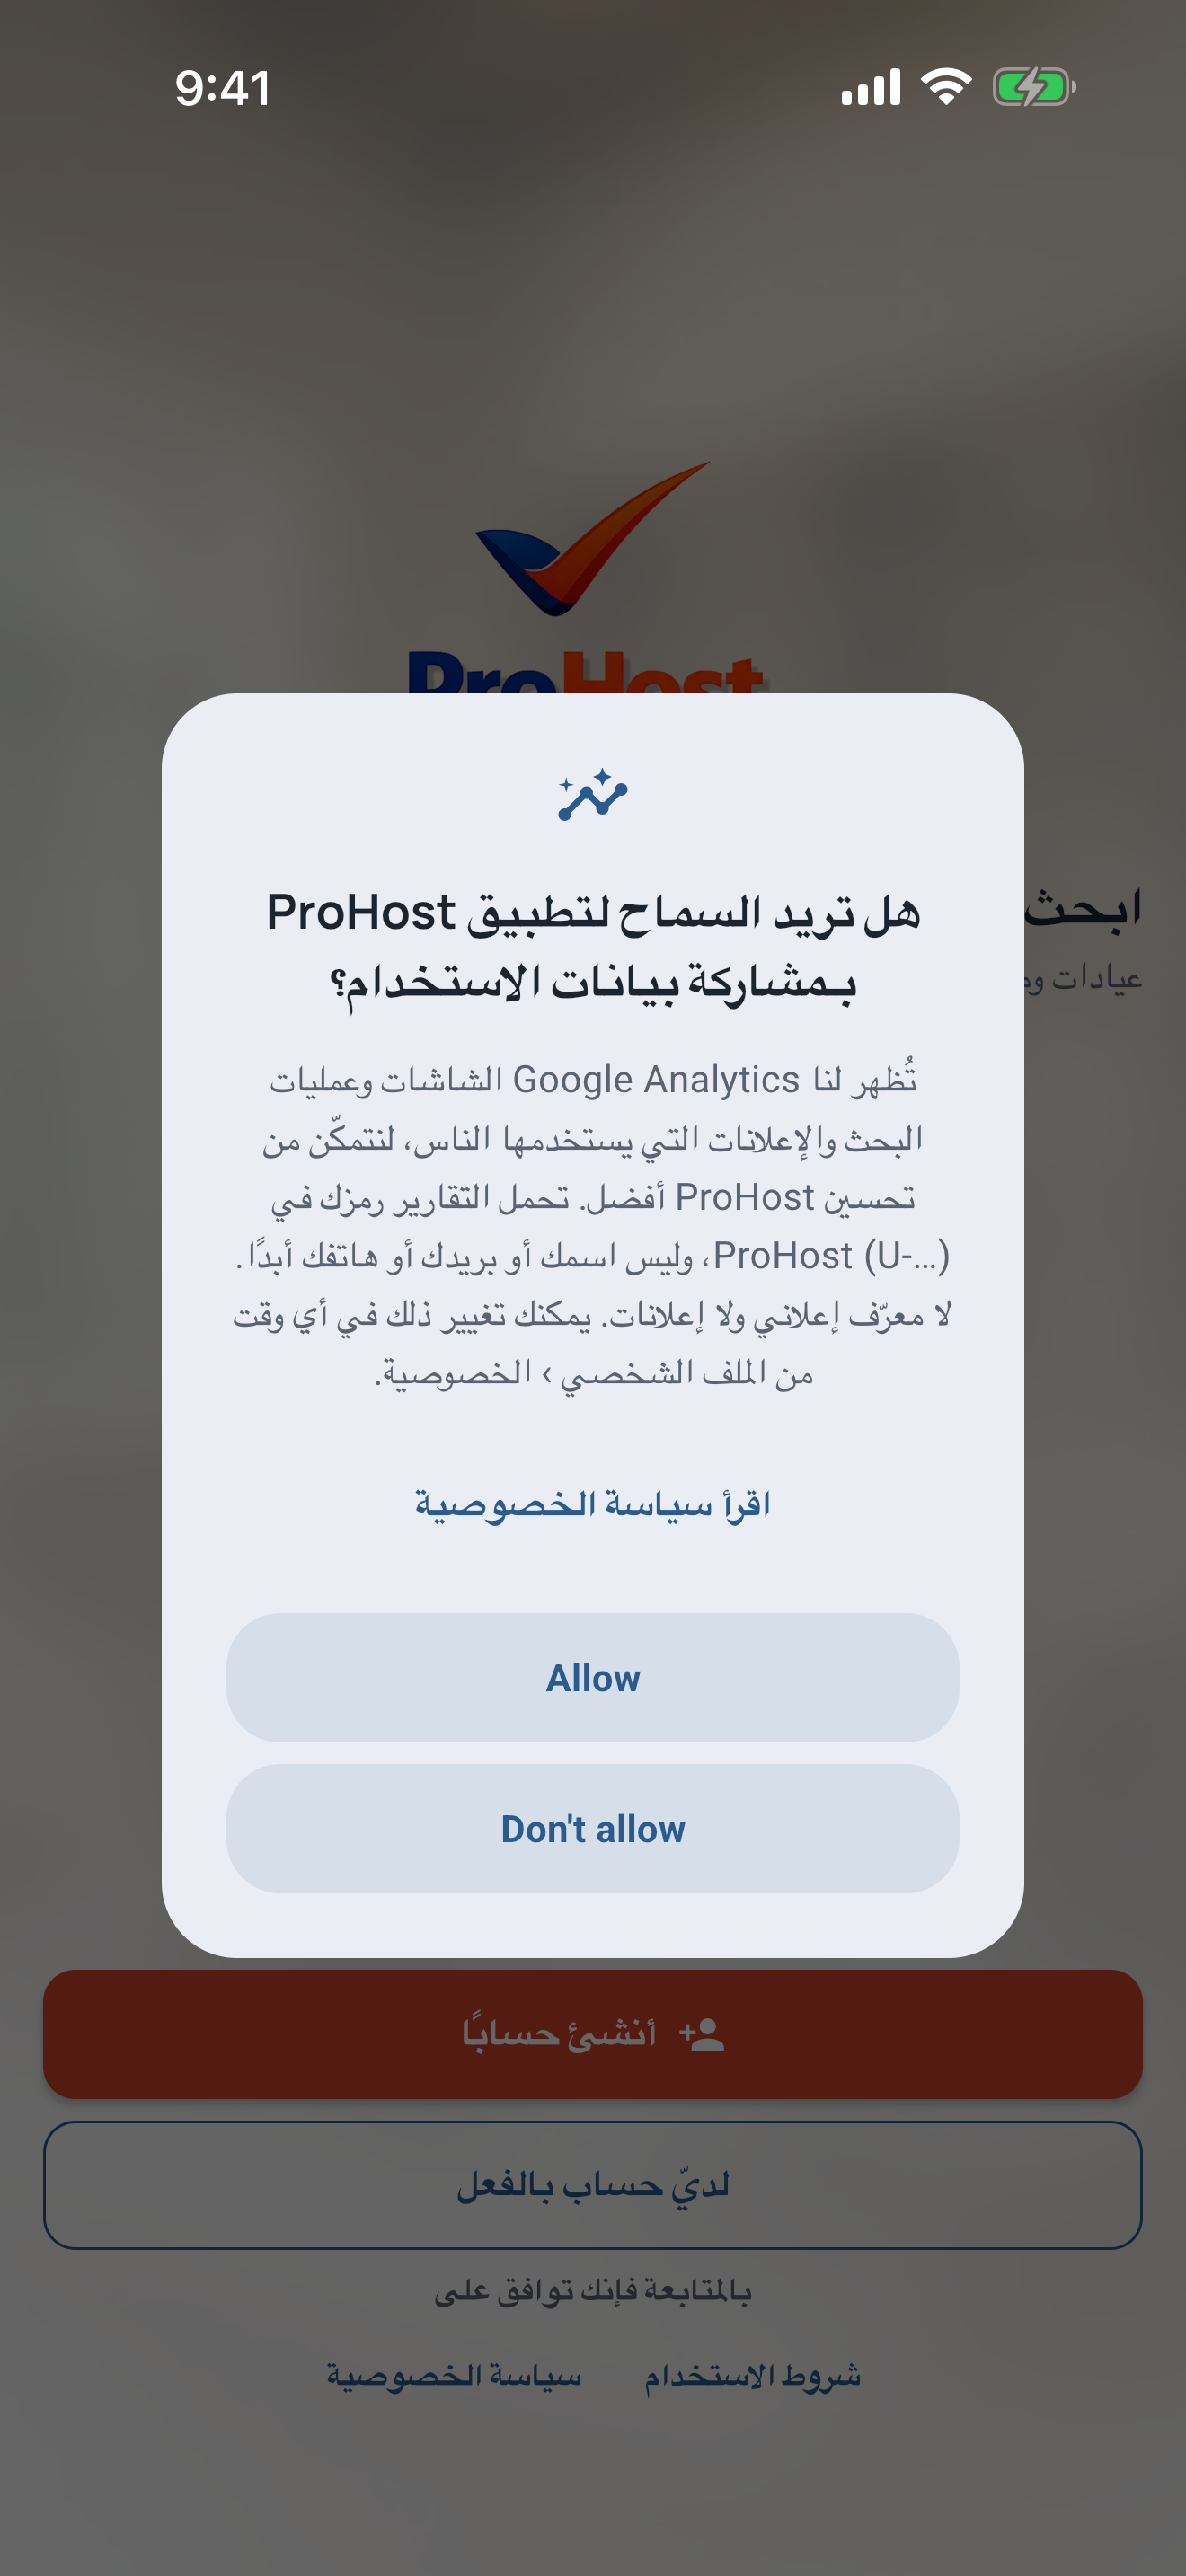 9:41
ProHost
ابحث
عيادات
هل تريد السماح لتطبيق ProHost
بمشاركة بيانات الاستخدام؟
تُظهر لنا Google Analytics الشاشات وعمليات
البحث والإعلانات التي يستخدمها الناس، لنتمكّن من
تحسين ProHost أفضل. تحمل التقارير رمزك في
ProHost (U-…)، وليس اسمك أو بريدك أو هاتفك أبدًا.
لا معرّف إعلاني ولا إعلانات. يمكنك تغيير ذلك في أي وقت
من الملف الشخصي › الخصوصية.
اقرأ سياسة الخصوصية
Allow
Don't allow
أنشئ حسابًا
لديّ حساب بالفعل
بالمتابعة فإنك توافق على
شروط الاستخدام سياسة الخصوصية